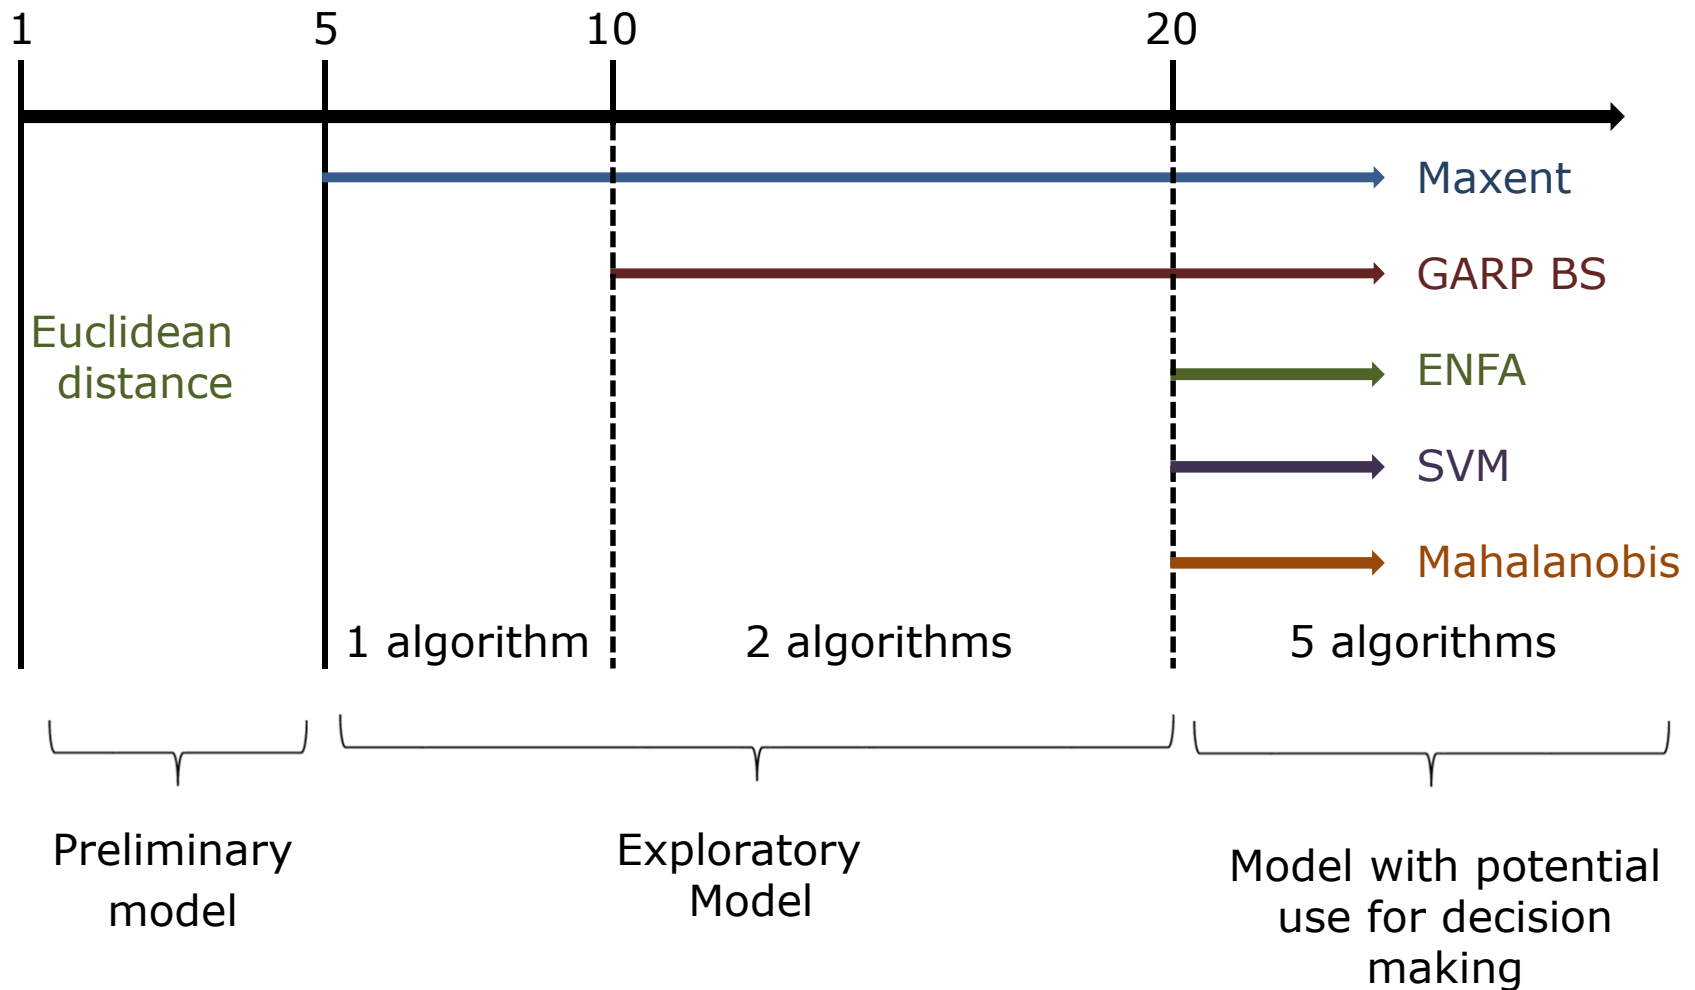 1 5 10 20
Maxent
GARP BS
Euclidean
distance
ENFA
SVM
Mahalanobis
1 algorithm 2 algorithms 5 algorithms
Preliminary
model
Exploratory
Model
Model with potential
use for decision
making